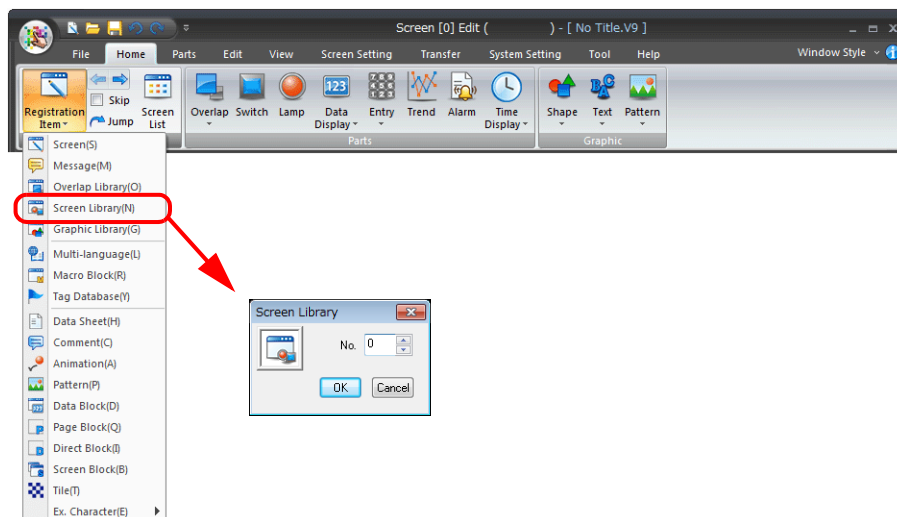 Screen [0] Edit ( ) - [ No Title.V9 ]
File Home Parts Edit View Screen Setting Transfer System Setting Tool Help Window Style
Registration
Item
Skip
Jump
Screen
List
Overlap Switch Lamp
123
Data
Display
Entry
Trend Alarm
Time
Display
Shape
Text
Pattern
Parts
Graphic
Screen(S)
Message(M)
Overlap Library(O)
Screen Library(N)
Graphic Library(G)
Multi-language(L)
Macro Block(R)
Tag Database(Y)
Data Sheet(H)
Comment(C)
Animation(A)
Pattern(P)
Data Block(D)
Page Block(Q)
Direct Block(I)
Screen Block(B)
Tile(T)
Ex. Character(E)
Screen Library
No. 0
OK Cancel